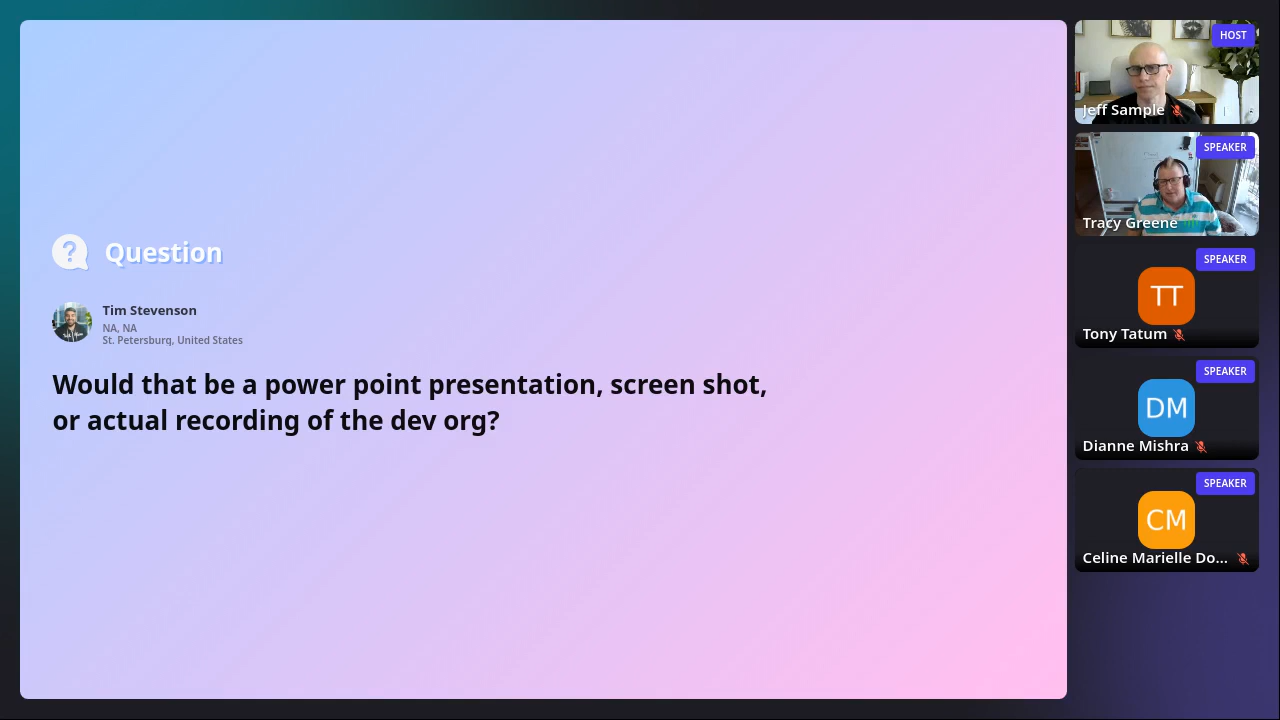 Question
Tim Stevenson
NA, NA
St. Petersburg, United States
Would that be a power point presentation, screen shot,
or actual recording of the dev org?
HOST
Jeff Sample
SPEAKER
Tracy Greene
SPEAKER
TT
Tony Tatum
SPEAKER
DM
Dianne Mishra
SPEAKER
CM
Celine Marielle Do...